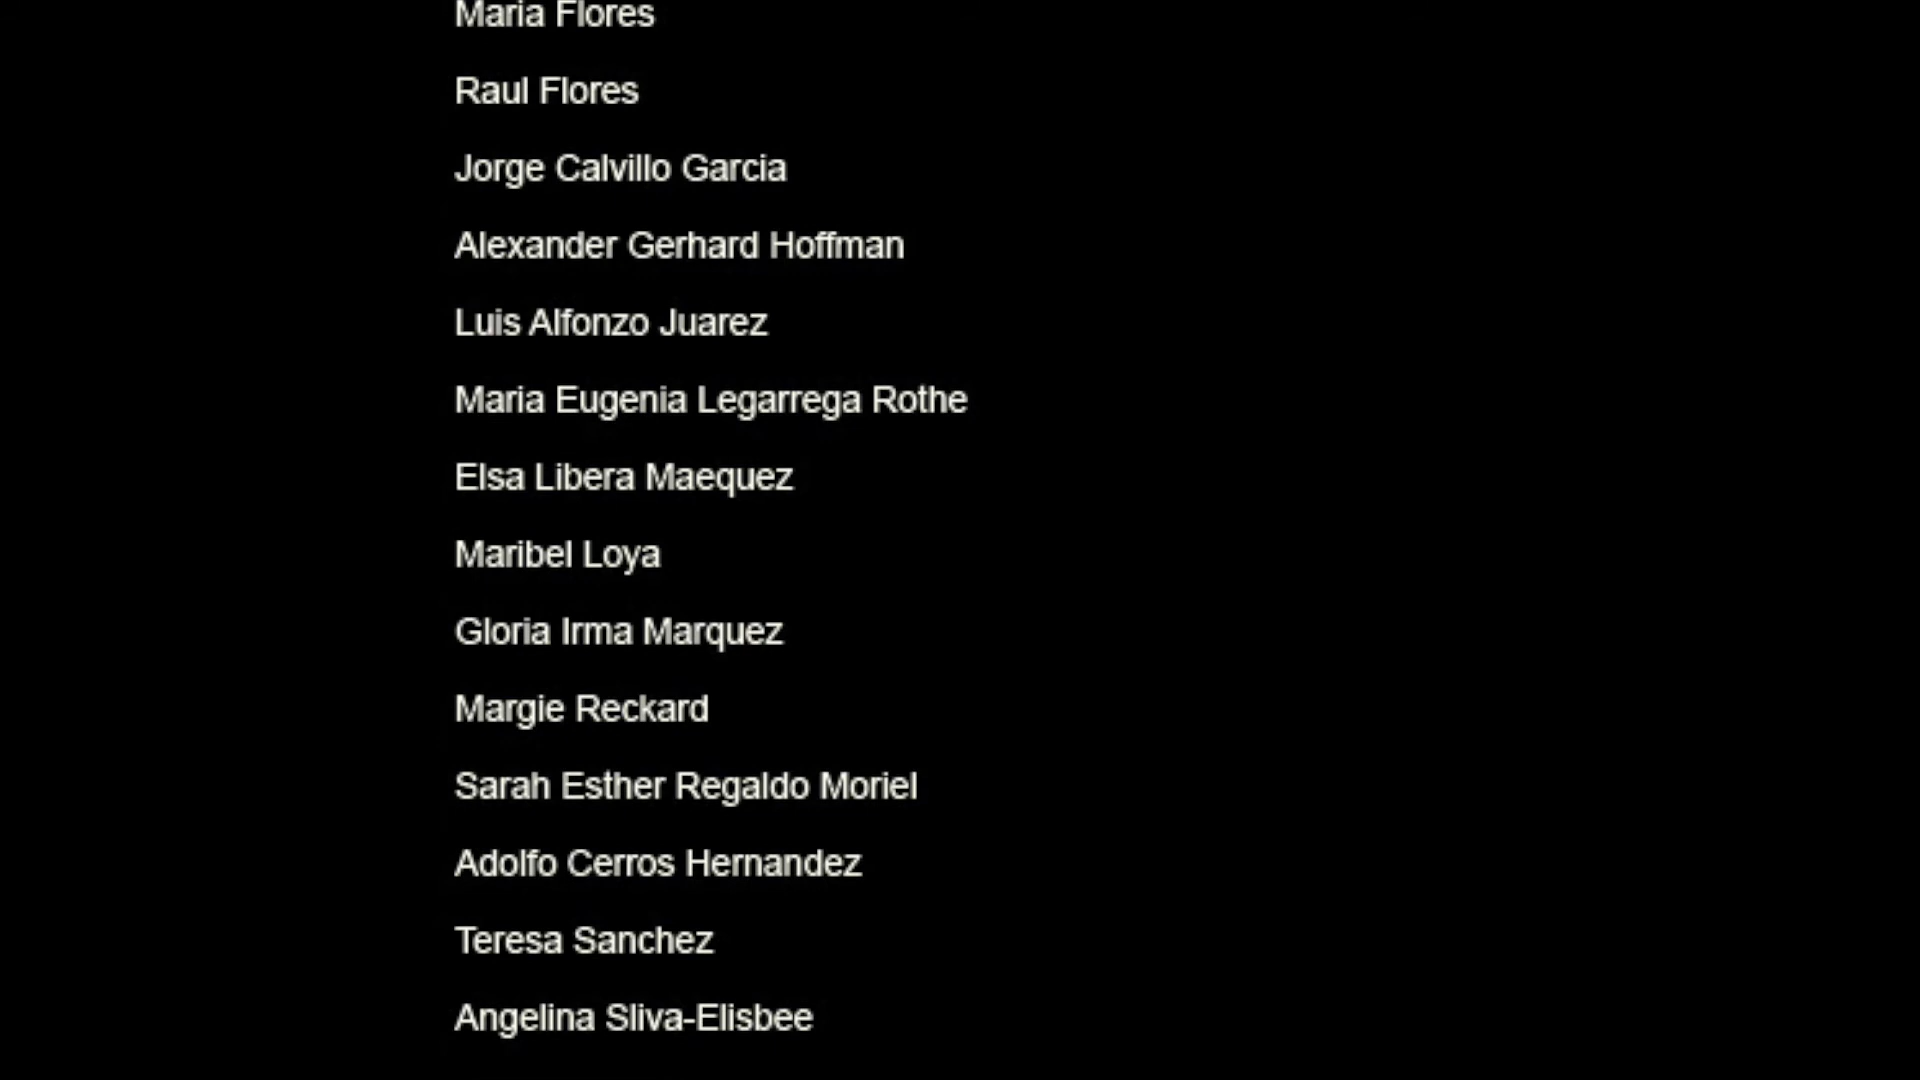 Maria Flores
Raul Flores
Jorge Calvillo Garcia
Alexander Gerhard Hoffman
Luis Alfonzo Juarez
Maria Eugenia Legarrega Rothe
Elsa Libera Maequez
Maribel Loya
Gloria Irma Marquez
Margie Reckard
Sarah Esther Regaldo Moriel
Adolfo Cerros Hernandez
Teresa Sanchez
Angelina Sliva-Elisbee